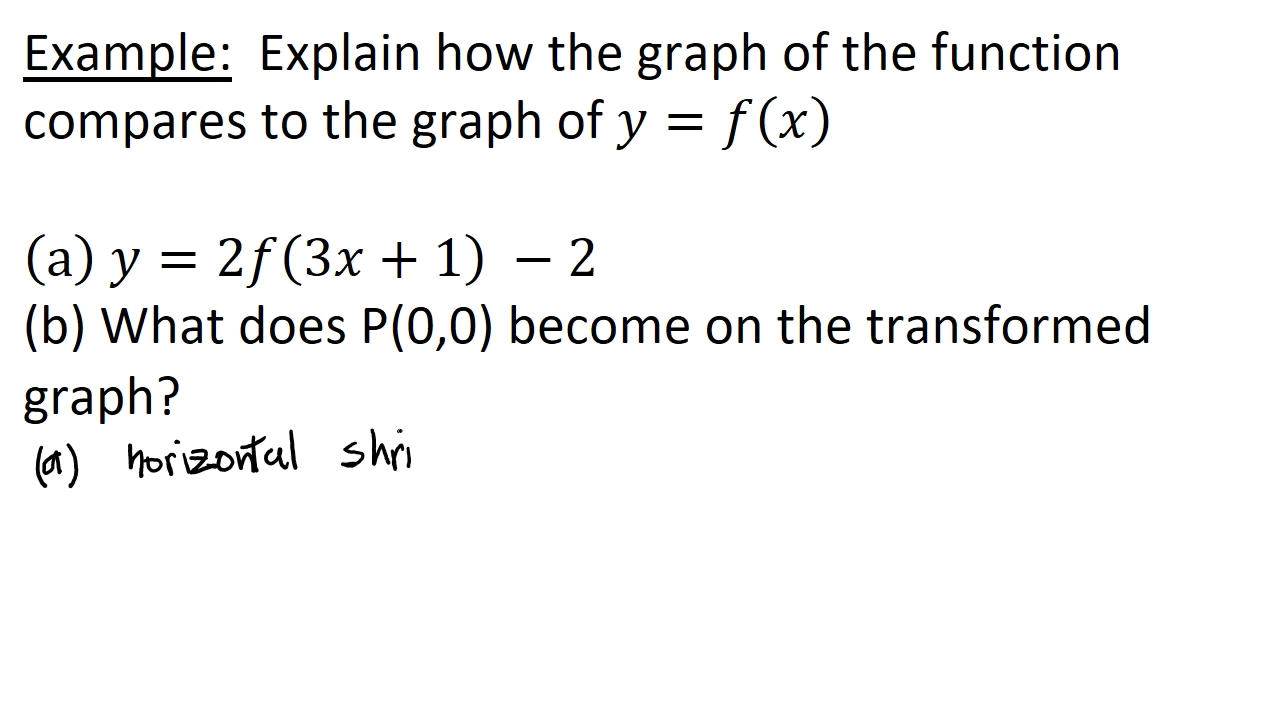 Example: Explain how the graph of the function
compares to the graph of y = f(x)
(a) y = 2f(3x + 1) − 2
(b) What does P(0,0) become on the transformed
graph?
(a) horizontal shri